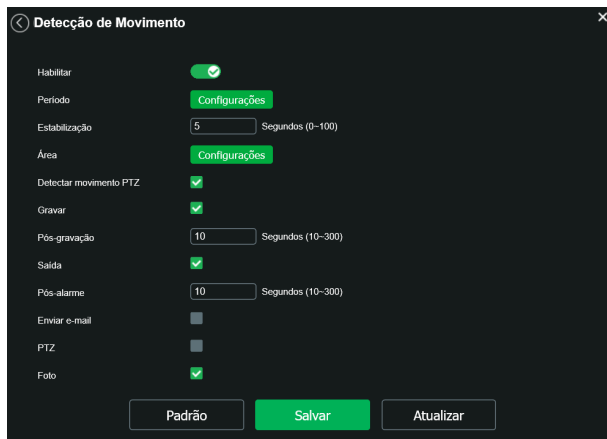 Detecção de Movimento
Habilitar
Período Configurações
Estabilização 5 Segundos (0~100)
Área Configurações
Detectar movimento PTZ
Gravar
Pós-gravação 10 Segundos (10~300)
Saída
Pós-alarme 10 Segundos (10~300)
Enviar e-mail
PTZ
Foto
Padrão Salvar Atualizar